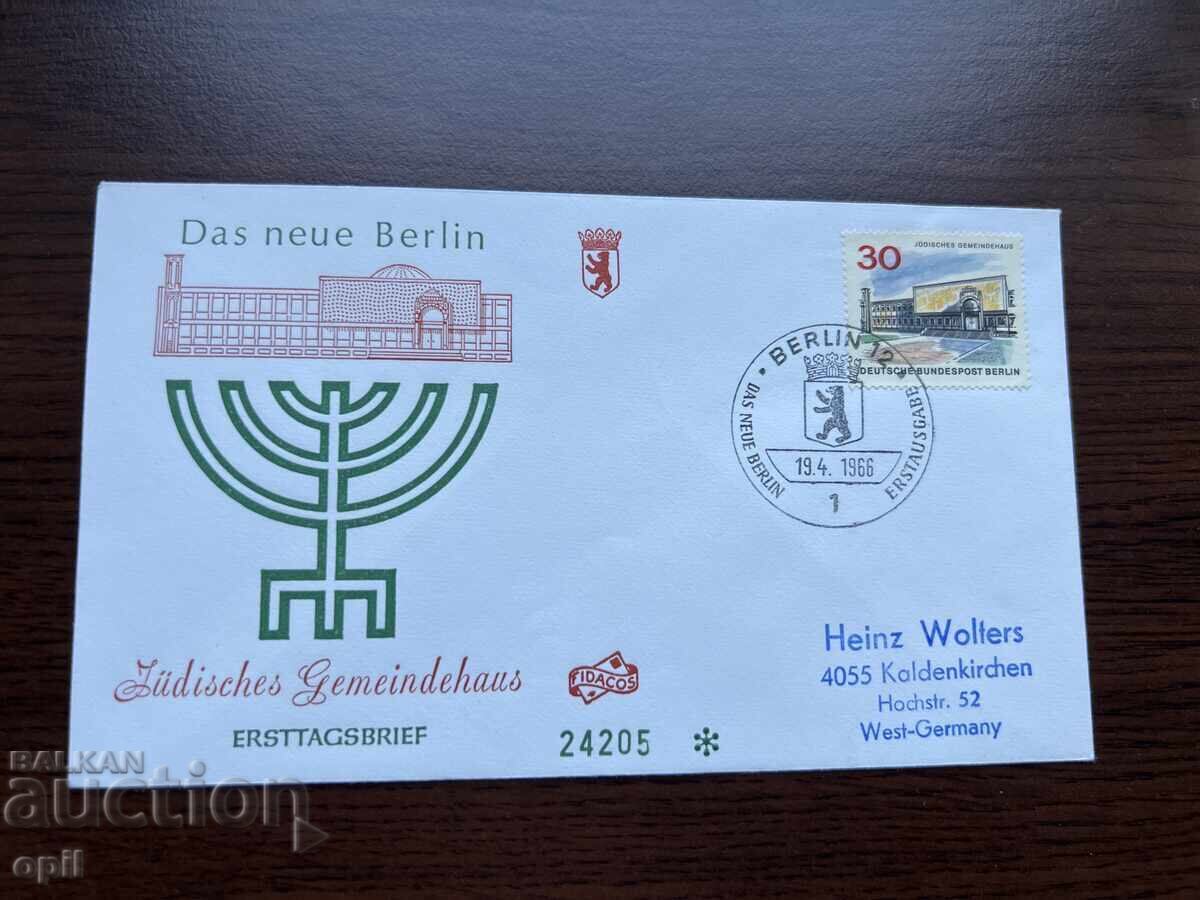 Das neue Berlin
30
JÜDISCHES GEMEINDEHAUS
DEUTSCHE BUNDESPOST BERLIN
BERLIN 12
DAS NEUE BERLIN
ERSTAUSGABE
19.4. 1966
1
Jüdisches Gemeindehaus
ERSTTAGSBRIEF
FIDACOS
24205 *
Heinz Wolters
4055 Kaldenkirchen
Hochstr. 52
West-Germany
BALKAN
auction
opil